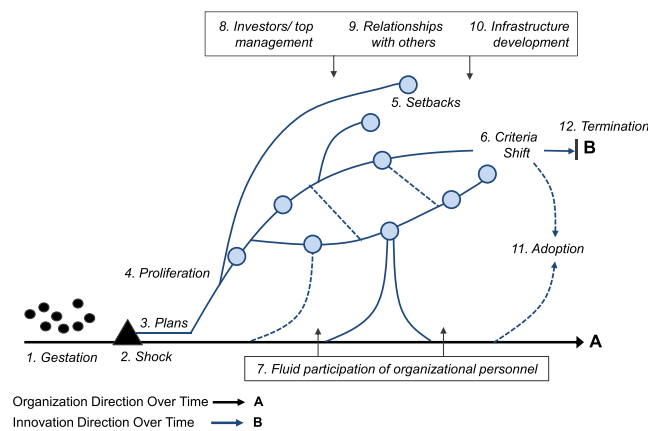 8. Investors/ top
management
9. Relationships
with others
10. Infrastructure
development
5. Setbacks
6. Criteria
Shift
12. Termination
B
11. Adoption
4. Proliferation
3. Plans
A
1. Gestation
2. Shock
7. Fluid participation of organizational personnel
Organization Direction Over Time A
Innovation Direction Over Time B